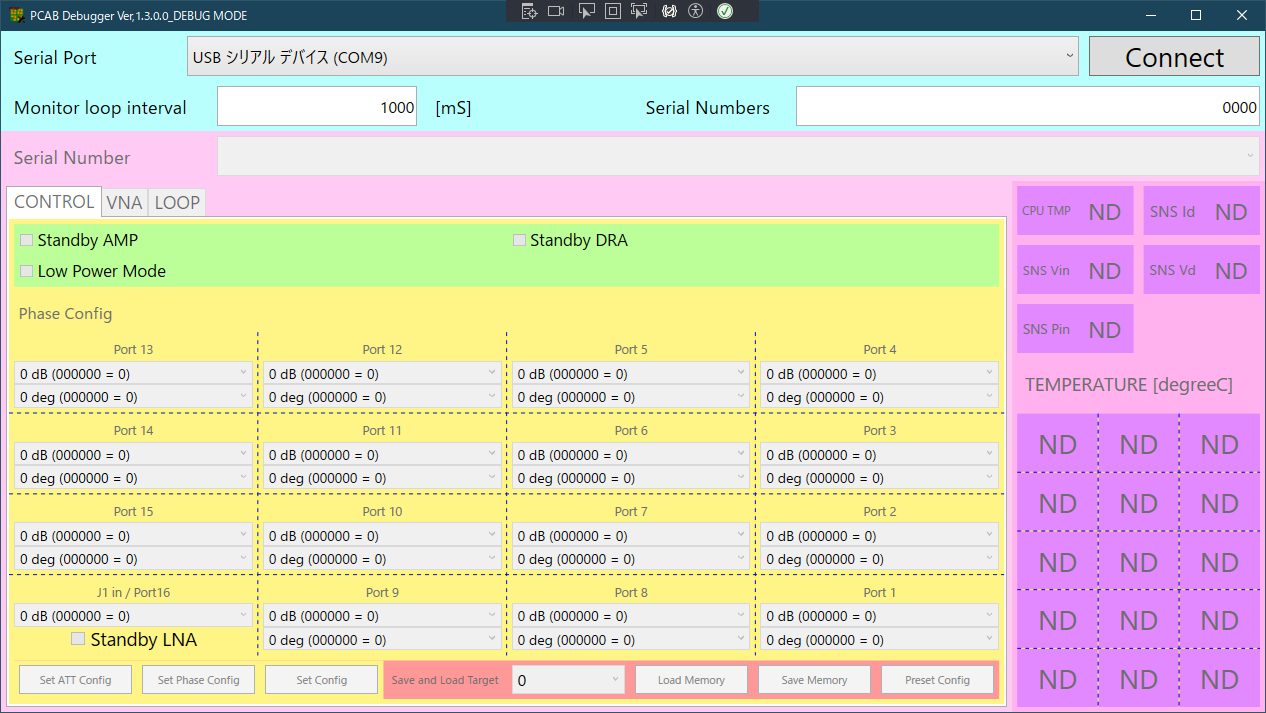 PCAB Debugger Ver,1.3.0.0_DEBUG MODE
Serial Port USB シリアル デバイス (COM9) Connect
Monitor loop interval 1000 [mS] Serial Numbers 0000
Serial Number
CONTROL VNA LOOP
CPU TMP ND SNS Id ND
Standby AMP Standby DRA
Low Power Mode
SNS Vin ND SNS Vd ND
Phase Config
SNS Pin ND
Port 13 Port 12 Port 5 Port 4
0 dB (000000 = 0) 0 dB (000000 = 0) 0 dB (000000 = 0) 0 dB (000000 = 0)
0 deg (000000 = 0) 0 deg (000000 = 0) 0 deg (000000 = 0) 0 deg (000000 = 0)
TEMPERATURE [degreeC]
Port 14 Port 11 Port 6 Port 3
ND ND ND
0 dB (000000 = 0) 0 dB (000000 = 0) 0 dB (000000 = 0) 0 dB (000000 = 0)
0 deg (000000 = 0) 0 deg (000000 = 0) 0 deg (000000 = 0) 0 deg (000000 = 0)
ND ND ND
Port 15 Port 10 Port 7 Port 2
0 dB (000000 = 0) 0 dB (000000 = 0) 0 dB (000000 = 0) 0 dB (000000 = 0)
0 deg (000000 = 0) 0 deg (000000 = 0) 0 deg (000000 = 0) 0 deg (000000 = 0)
ND ND ND
J1 in / Port16 Port 9 Port 8 Port 1
0 dB (000000 = 0) 0 dB (000000 = 0) 0 dB (000000 = 0) 0 dB (000000 = 0)
ND ND ND
Standby LNA 0 deg (000000 = 0) 0 deg (000000 = 0) 0 deg (000000 = 0)
Set ATT Config Set Phase Config Set Config Save and Load Target 0 Load Memory Save Memory Preset Config
ND ND ND